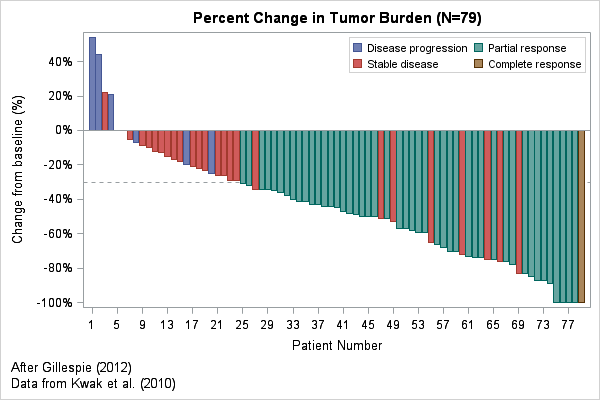 Percent Change in Tumor Burden (N=79)
Disease progression
Partial response
Stable disease
Complete response
Change from baseline (%)
40%
20%
0%
-20%
-40%
-60%
-80%
-100%
1 5 9 13 17 21 25 29 33 37 41 45 49 53 57 61 65 69 73 77
Patient Number
After Gillespie (2012)
Data from Kwak et al. (2010)